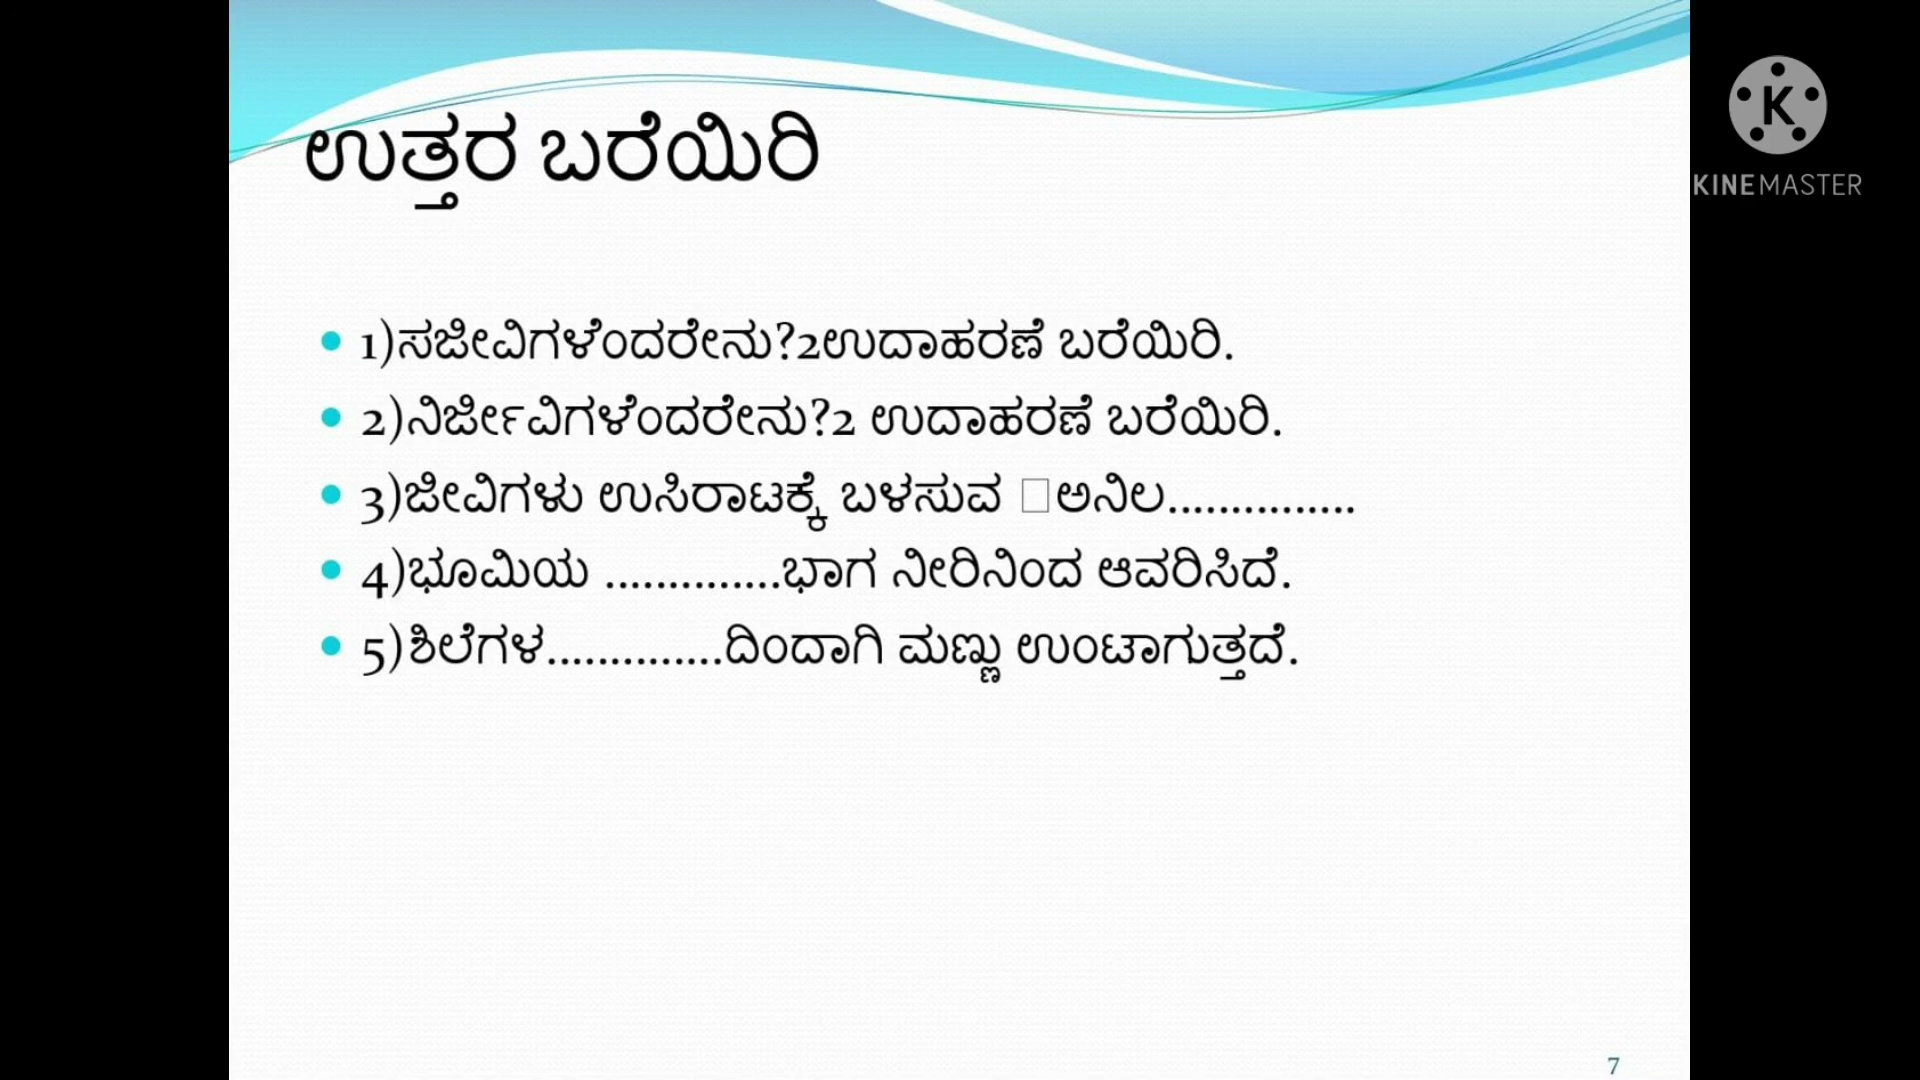 ಉತ್ತರ ಬರೆಯಿರಿ
KINEMASTER
1)ಸಜೀವಿಗಳೆಂದರೇನು?2ಉದಾಹರಣೆ ಬರೆಯಿರಿ.
2)ನಿರ್ಜೀವಿಗಳೆಂದರೇನು?2 ಉದಾಹರಣೆ ಬರೆಯಿರಿ.
3)ಜೀವಿಗಳು ಉಸಿರಾಟಕ್ಕೆ ಬಳಸುವ □ಅನಿಲ...............
4)ಭೂಮಿಯ ..............ಭಾಗ ನೀರಿನಿಂದ ಆವರಿಸಿದೆ.
5)ಶಿಲೆಗಳ..............ದಿಂದಾಗಿ ಮಣ್ಣು ಉಂಟಾಗುತ್ತದೆ.
7